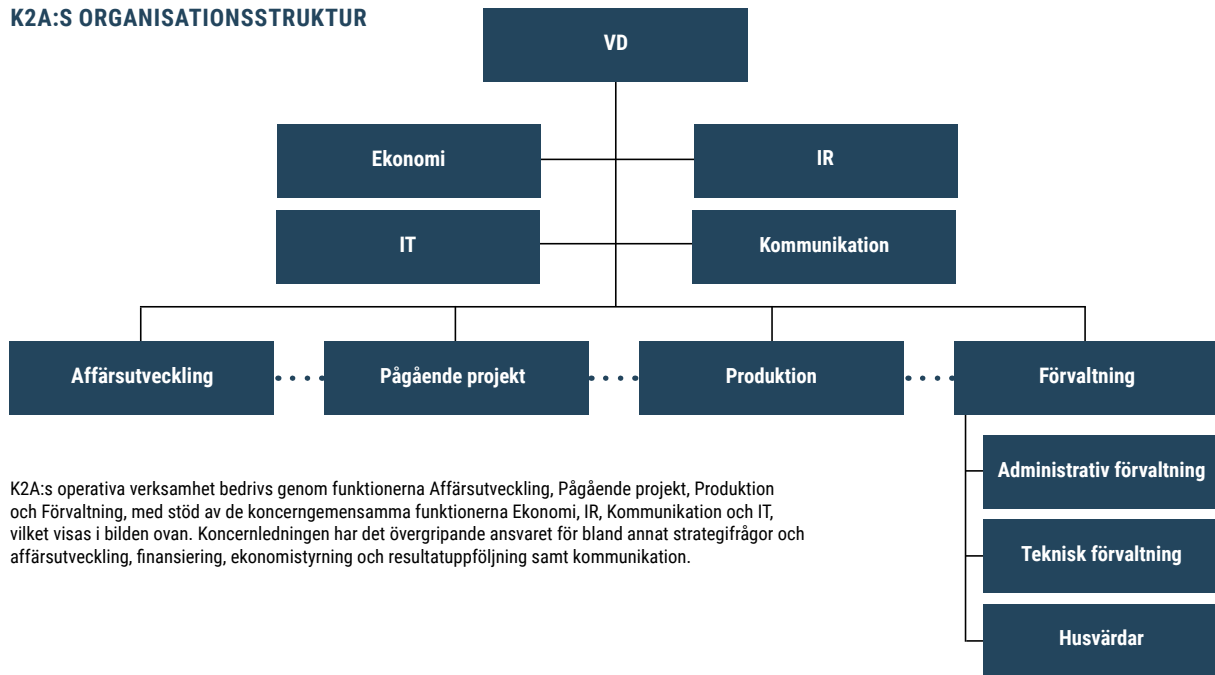 K2A:S ORGANISATIONSSTRUKTUR
VD
Ekonomi
IR
IT
Kommunikation
Affärsutveckling
Pågående projekt
Produktion
Förvaltning
Administrativ förvaltning
Teknisk förvaltning
Husvärdar
K2A:s operativa verksamhet bedrivs genom funktionerna Affärsutveckling, Pågående projekt, Produktion
och Förvaltning, med stöd av de koncerngemensamma funktionerna Ekonomi, IR, Kommunikation och IT,
vilket visas i bilden ovan. Koncernledningen har det övergripande ansvaret för bland annat strategifrågor och
affärsutveckling, finansiering, ekonomistyrning och resultatuppföljning samt kommunikation.